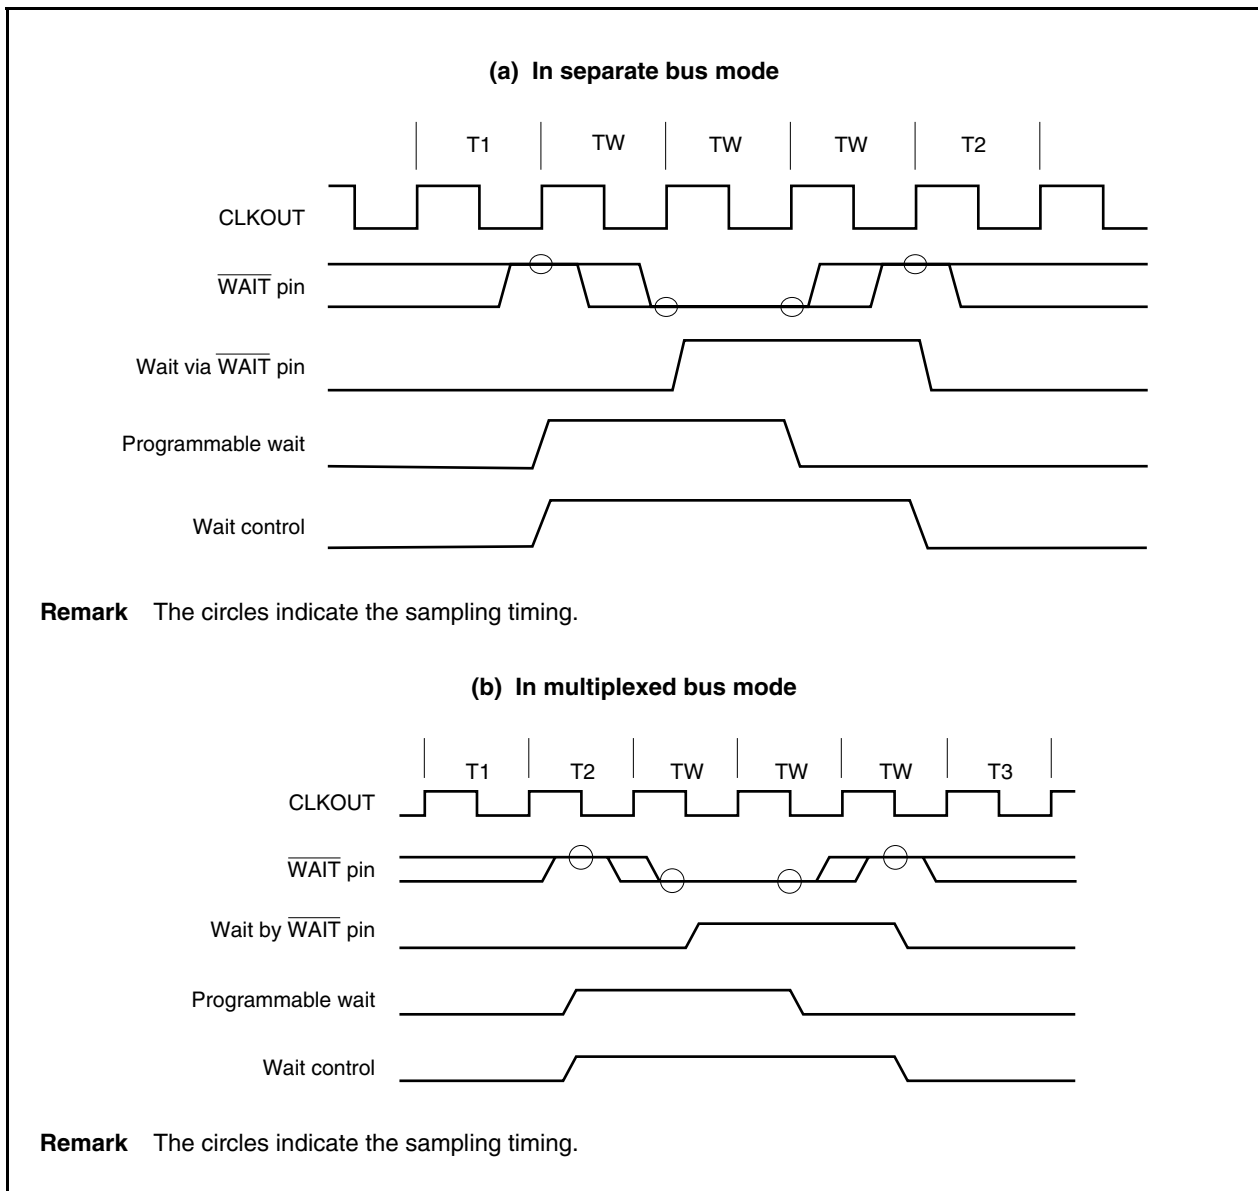 (a) In separate bus mode
T1 TW TW TW T2
CLKOUT
WAIT pin
Wait via WAIT pin
Programmable wait
Wait control
Remark The circles indicate the sampling timing.
(b) In multiplexed bus mode
T1 T2 TW TW TW T3
CLKOUT
WAIT pin
Wait by WAIT pin
Programmable wait
Wait control
Remark The circles indicate the sampling timing.